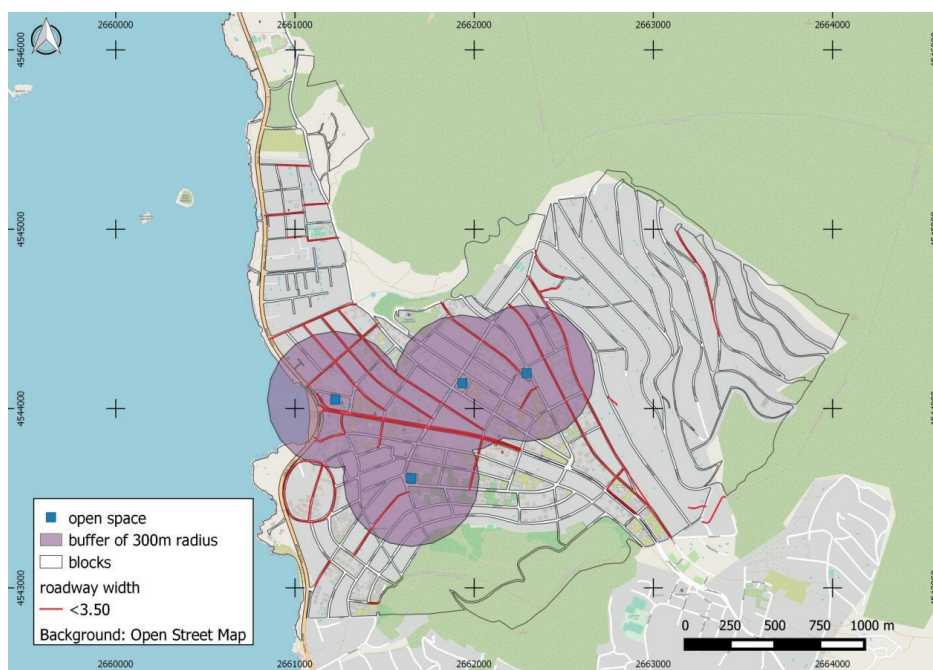 2660000 2661000 2662000 2663000 2664000
4546000
4545000
4544000
4543000
open space
buffer of 300m radius
blocks
roadway width
<3.50
Background: Open Street Map
0 250 500 750 1000 m
2660000 2661000 2662000 2663000 2664000